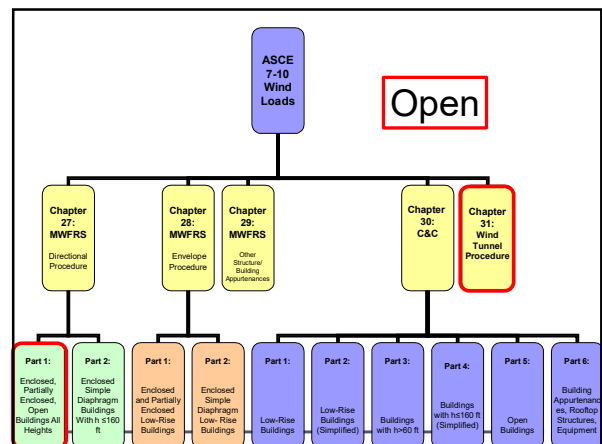 ASCE
7-10
Wind
Loads
Open
Chapter
27:
MWFRS
Directional
Procedure
Chapter
28:
MWFRS
Envelope
Procedure
Chapter
29:
MWFRS
Other
Structure/
Building
Appurtenances
Chapter
30:
C&C
Chapter
31:
Wind
Tunnel
Procedure
Part 1:
Enclosed,
Partially
Enclosed,
Open
Buildings All
Heights
Part 2:
Enclosed
Simple
Diaphragm
Buildings
With h ≤160
ft
Part 1:
Enclosed
and Partially
Enclosed
Low-Rise
Buildings
Part 2:
Enclosed
Simple
Diaphragm
Low- Rise
Buildings
Part 1:
Low-Rise
Buildings
Part 2:
Low-Rise
Buildings
(Simplified)
Part 3:
Buildings
with h>60 ft
Part 4:
Buildings
with h≤160 ft
(Simplified)
Part 5:
Open
Buildings
Part 6:
Building
Appurtenanc
es, Rooftop
Structures,
Equipment